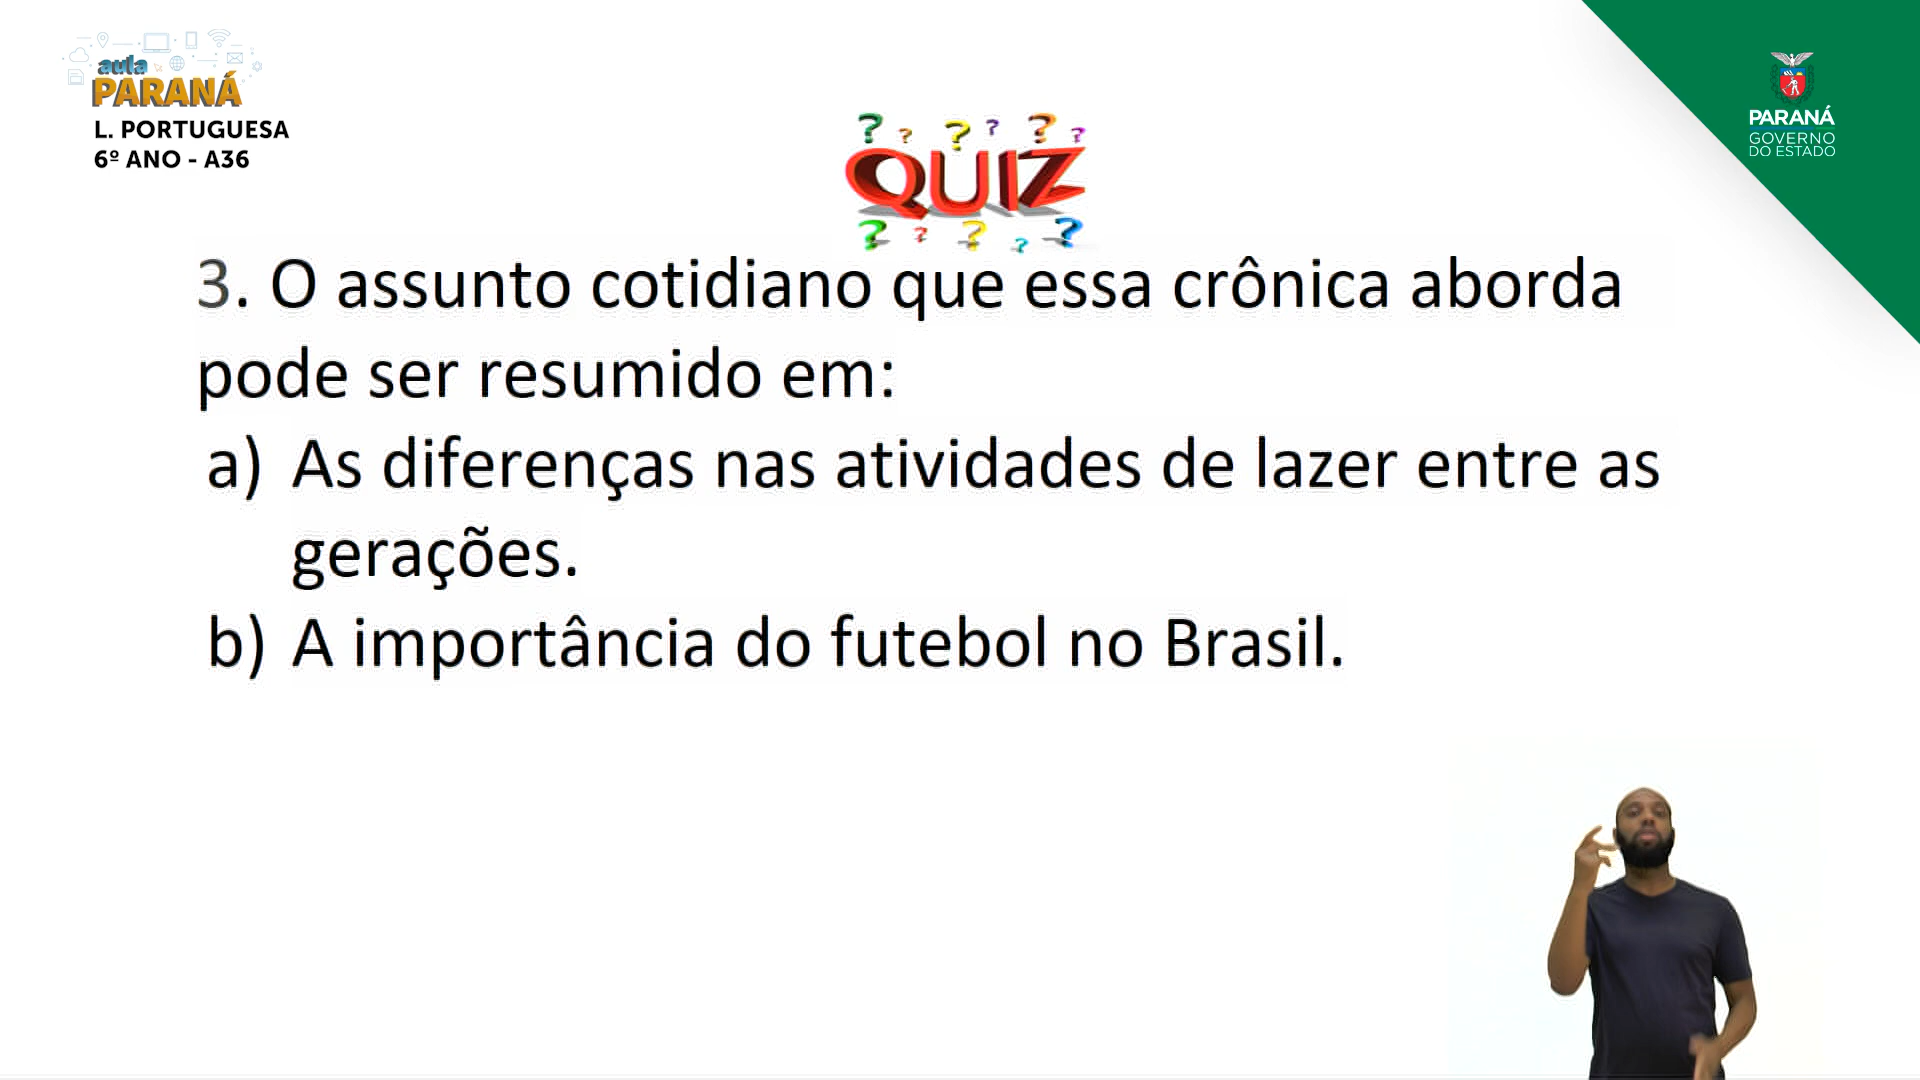 aula
PARANÁ
L. PORTUGUESA
6º ANO - A36
PARANÁ
GOVERNO
DO ESTADO
QUIZ
3. O assunto cotidiano que essa crônica aborda
pode ser resumido em:
a) As diferenças nas atividades de lazer entre as
gerações.
b) A importância do futebol no Brasil.